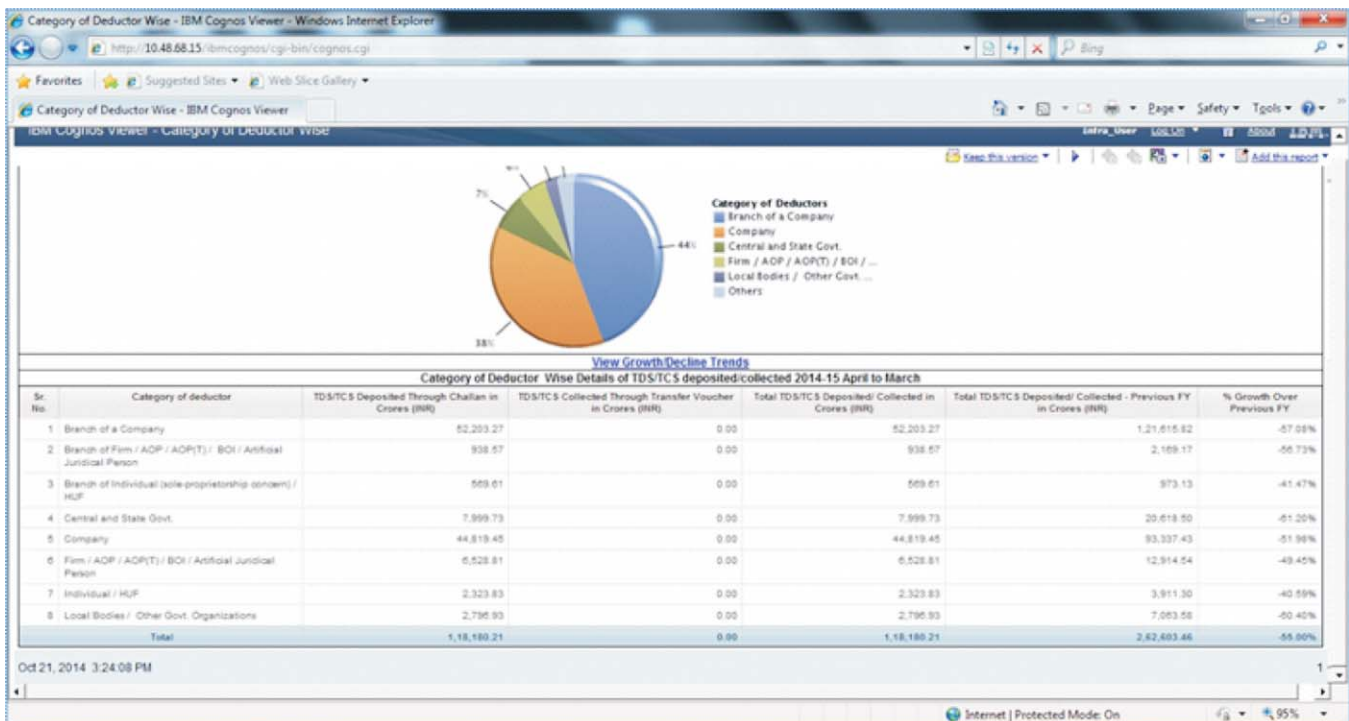 Category of Deductor Wise - IBM Cognos Viewer - Windows Internet Explorer
http://10.48.68.15/ibmcognos/cgi-bin/cognos.cgi
Bing
Favorites Suggested Sites Web Slice Gallery
Category of Deductor Wise - IBM Cognos Viewer
Page Safety Tools
IBM Cognos Viewer - Category of Deductor Wise
Infra_User Log On About IBM.
Keep this version Add this report
7%
44%
38%
Category of Deductors
Branch of a Company
Company
Central and State Govt.
Firm / AOP / AOP(T) / BOI / ...
Local Bodies / Other Govt. ...
Others
View Growth/Decline Trends
Category of Deductor Wise Details of TDS/TCS deposited/collected 2014-15 April to March
Sr. No. Category of deductor TDS/TCS Deposited Through Challan in Crores (INR) TDS/TCS Collected Through Transfer Voucher in Crores (INR) Total TDS/TCS Deposited/ Collected in Crores (INR) Total TDS/TCS Deposited/ Collected - Previous FY in Crores (INR) % Growth Over Previous FY
1 Branch of a Company 52,203.27 0.00 52,203.27 1,21,615.82 -57.08%
2 Branch of Firm / AOP / AOP(T) / BOI / Artificial Juridical Person 938.57 0.00 938.57 2,169.17 -56.73%
3 Branch of Individual (sole-proprietorship concern) / HUF 569.61 0.00 569.61 973.13 -41.47%
4 Central and State Govt. 7,999.73 0.00 7,999.73 20,618.50 -61.20%
5 Company 44,819.45 0.00 44,819.45 93,337.43 -51.98%
6 Firm / AOP / AOP(T) / BOI / Artificial Juridical Person 6,528.81 0.00 6,528.81 12,914.54 -49.45%
7 Individual / HUF 2,323.83 0.00 2,323.83 3,911.30 -40.59%
8 Local Bodies / Other Govt. Organizations 2,796.93 0.00 2,796.93 7,063.58 -60.40%
Total 1,18,180.21 0.00 1,18,180.21 2,62,603.46 -55.00%
Oct 21, 2014 3:24:08 PM 1
Internet | Protected Mode: On 95%